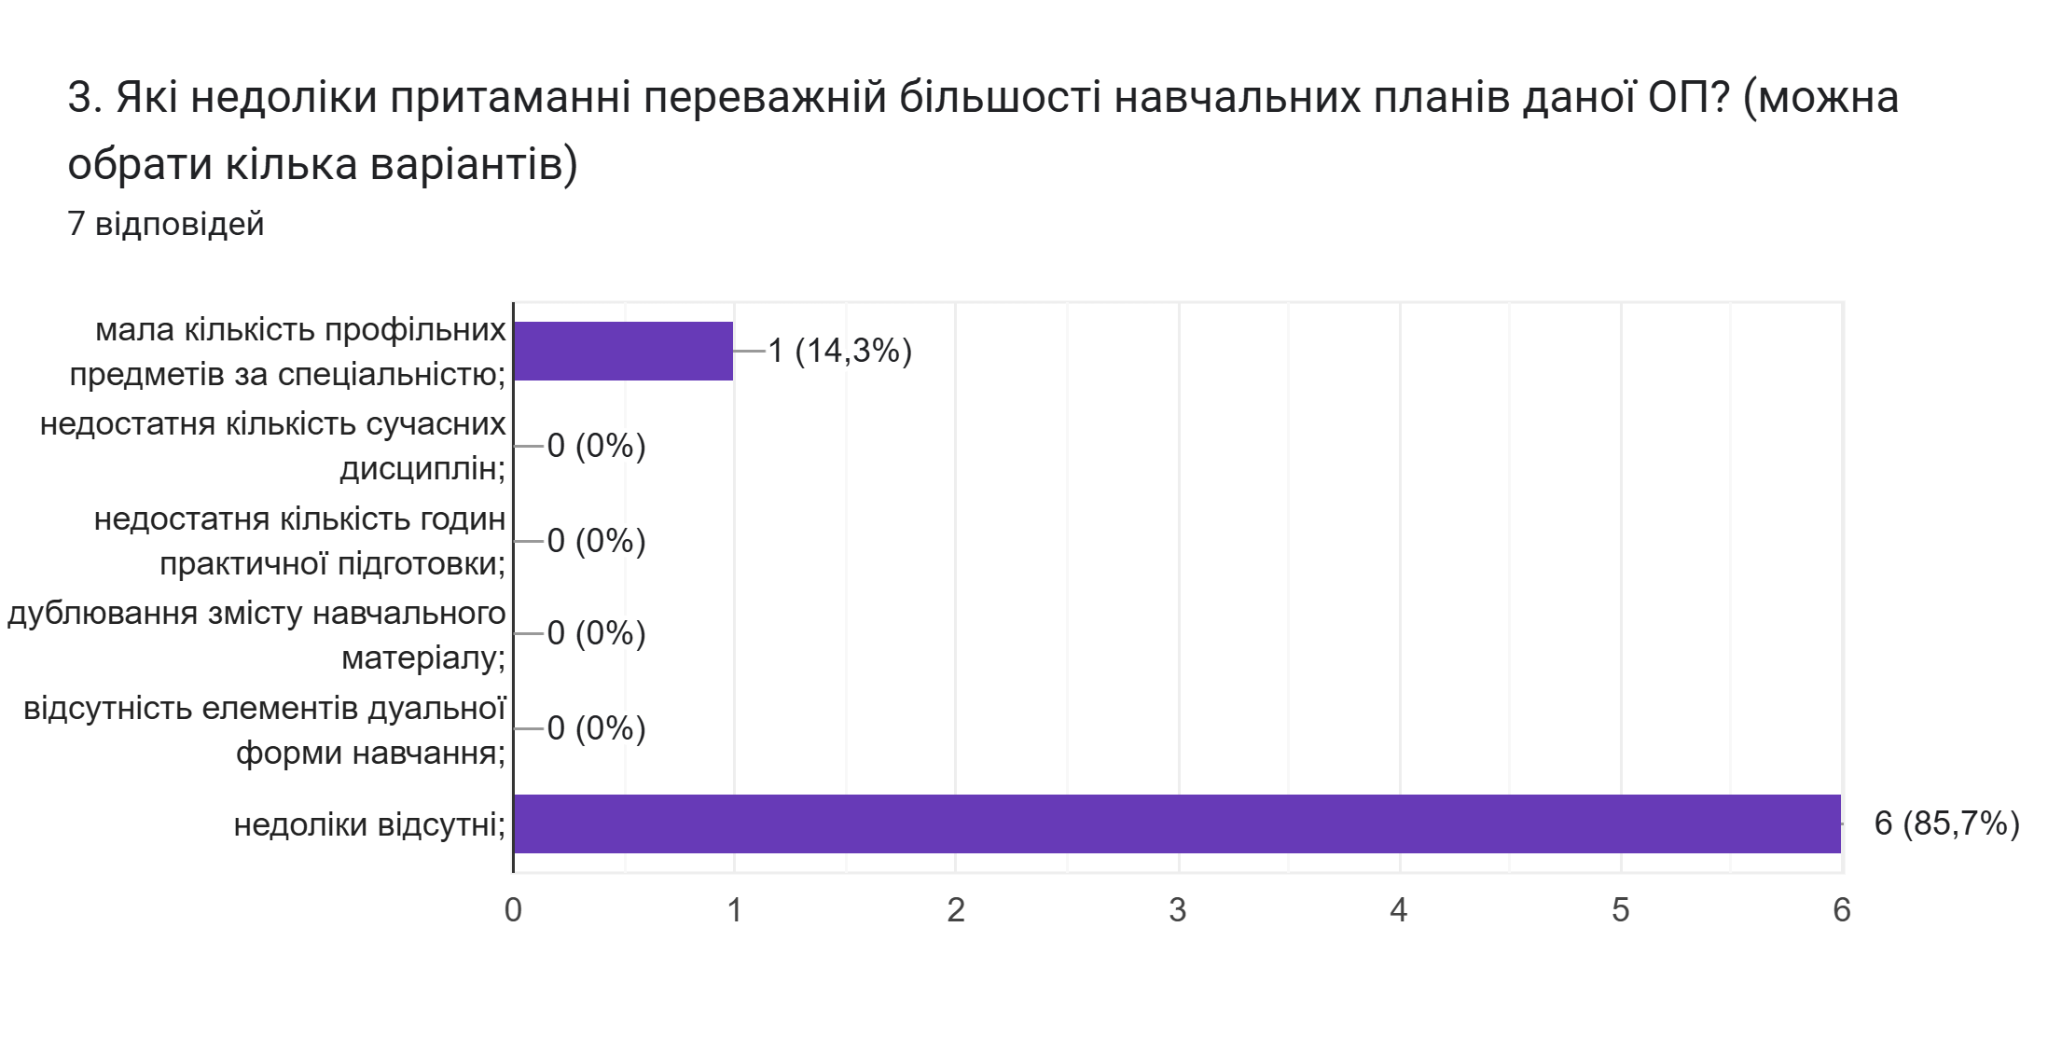 3. Які недоліки притаманні переважній більшості навчальних планів даної ОП? (можна
обрати кілька варіантів)
7 відповідей
мала кількість профільних
предметів за спеціальністю;
1 (14,3%)
недостатня кількість сучасних
дисциплін;
0 (0%)
недостатня кількість годин
практичної підготовки;
0 (0%)
дублювання змісту навчального
матеріалу;
0 (0%)
відсутність елементів дуальної
форми навчання;
0 (0%)
недоліки відсутні;
6 (85,7%)
0 1 2 3 4 5 6